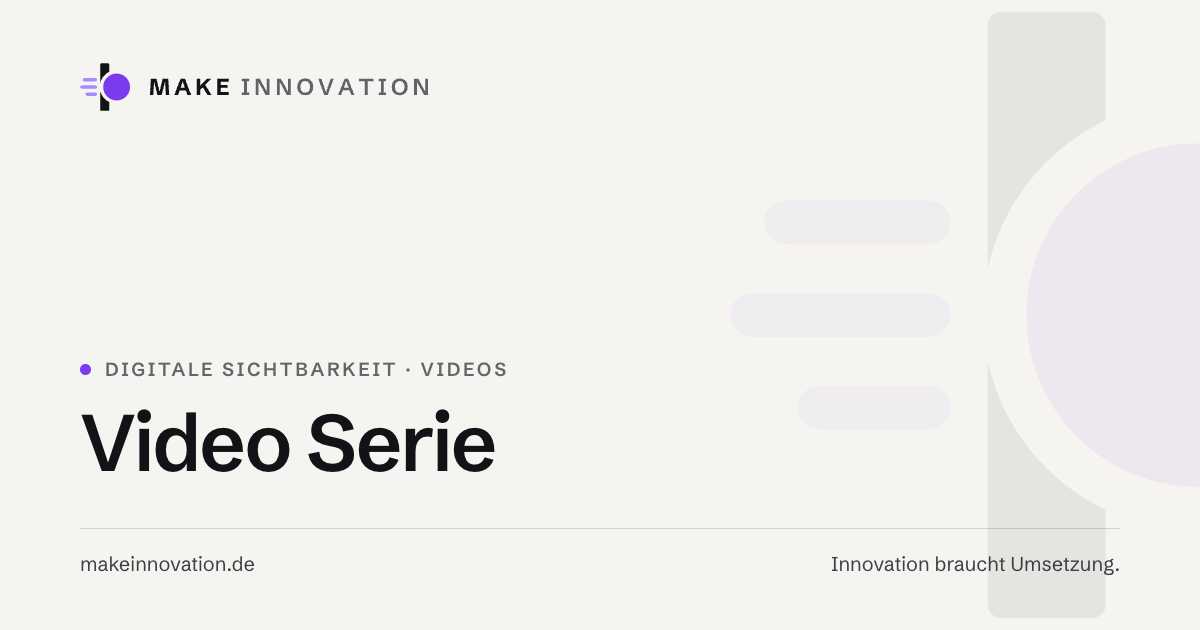 MAKE INNOVATION
DIGITALE SICHTBARKEIT · VIDEOS
Video Serie
makeinnovation.de
Innovation braucht Umsetzung.